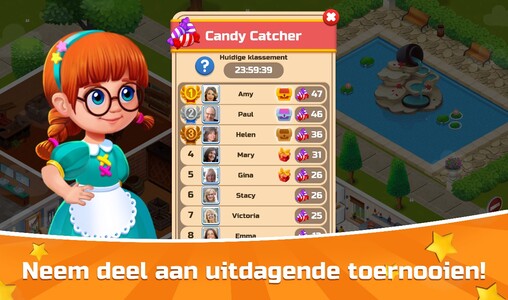 Candy Catcher
Huidige klassement
?
23:59:39
1 Amy 47
2 Paul 46
3 Helen 36
4 Mary 31
5 Gina 26
6 Stacy 26
7 Victoria 25
8 Emma
Neem deel aan uitdagende toernooien!